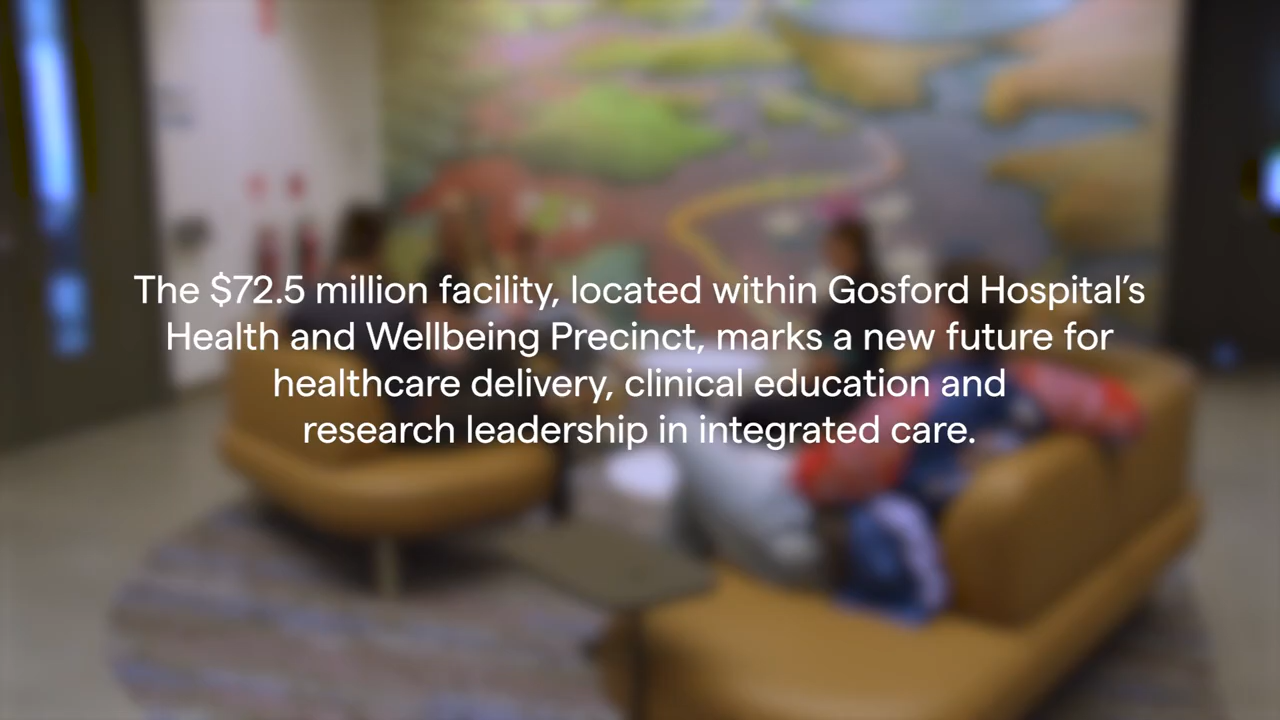 The $72.5 million facility, located within Gosford Hospital’s
Health and Wellbeing Precinct, marks a new future for
healthcare delivery, clinical education and
research leadership in integrated care.